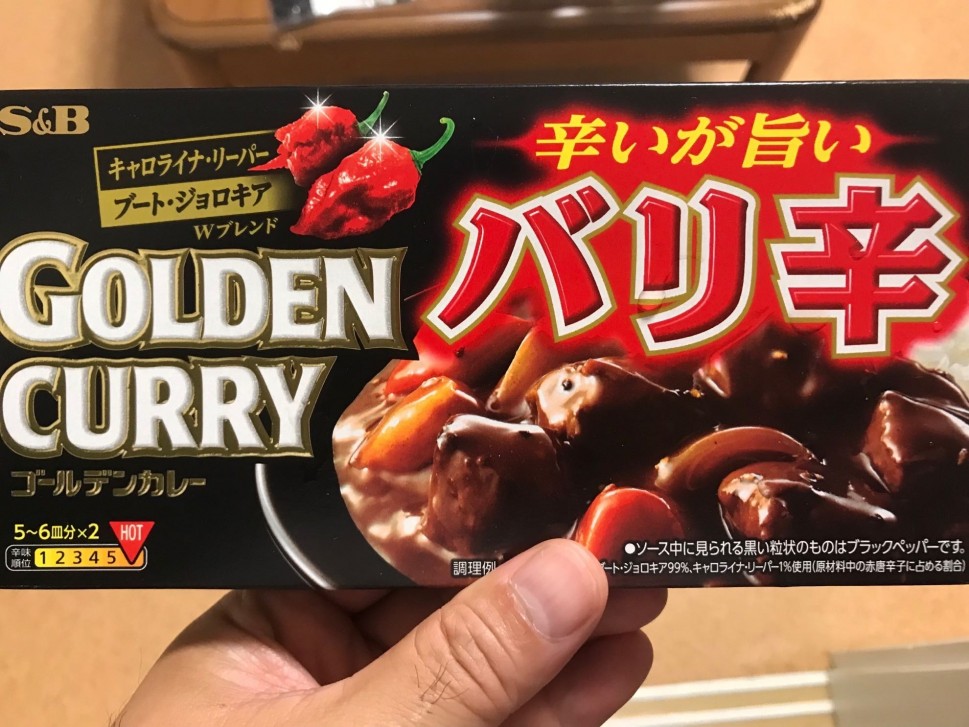 S&B
キャロライナ・リーパー
ブート・ジョロキア
Wブレンド
GOLDEN
CURRY
ゴールデンカレー
5~6皿分×2
HOT
辛味
順位
1 2 3 4 5
辛いが旨い
バリ辛
●ソース中に見られる黒い粒状のものはブラックペッパーです。
調理例
ート・ジョロキア99%、キャロライナ・リーパー1%使用(原材料中の赤唐辛子に占める割合)